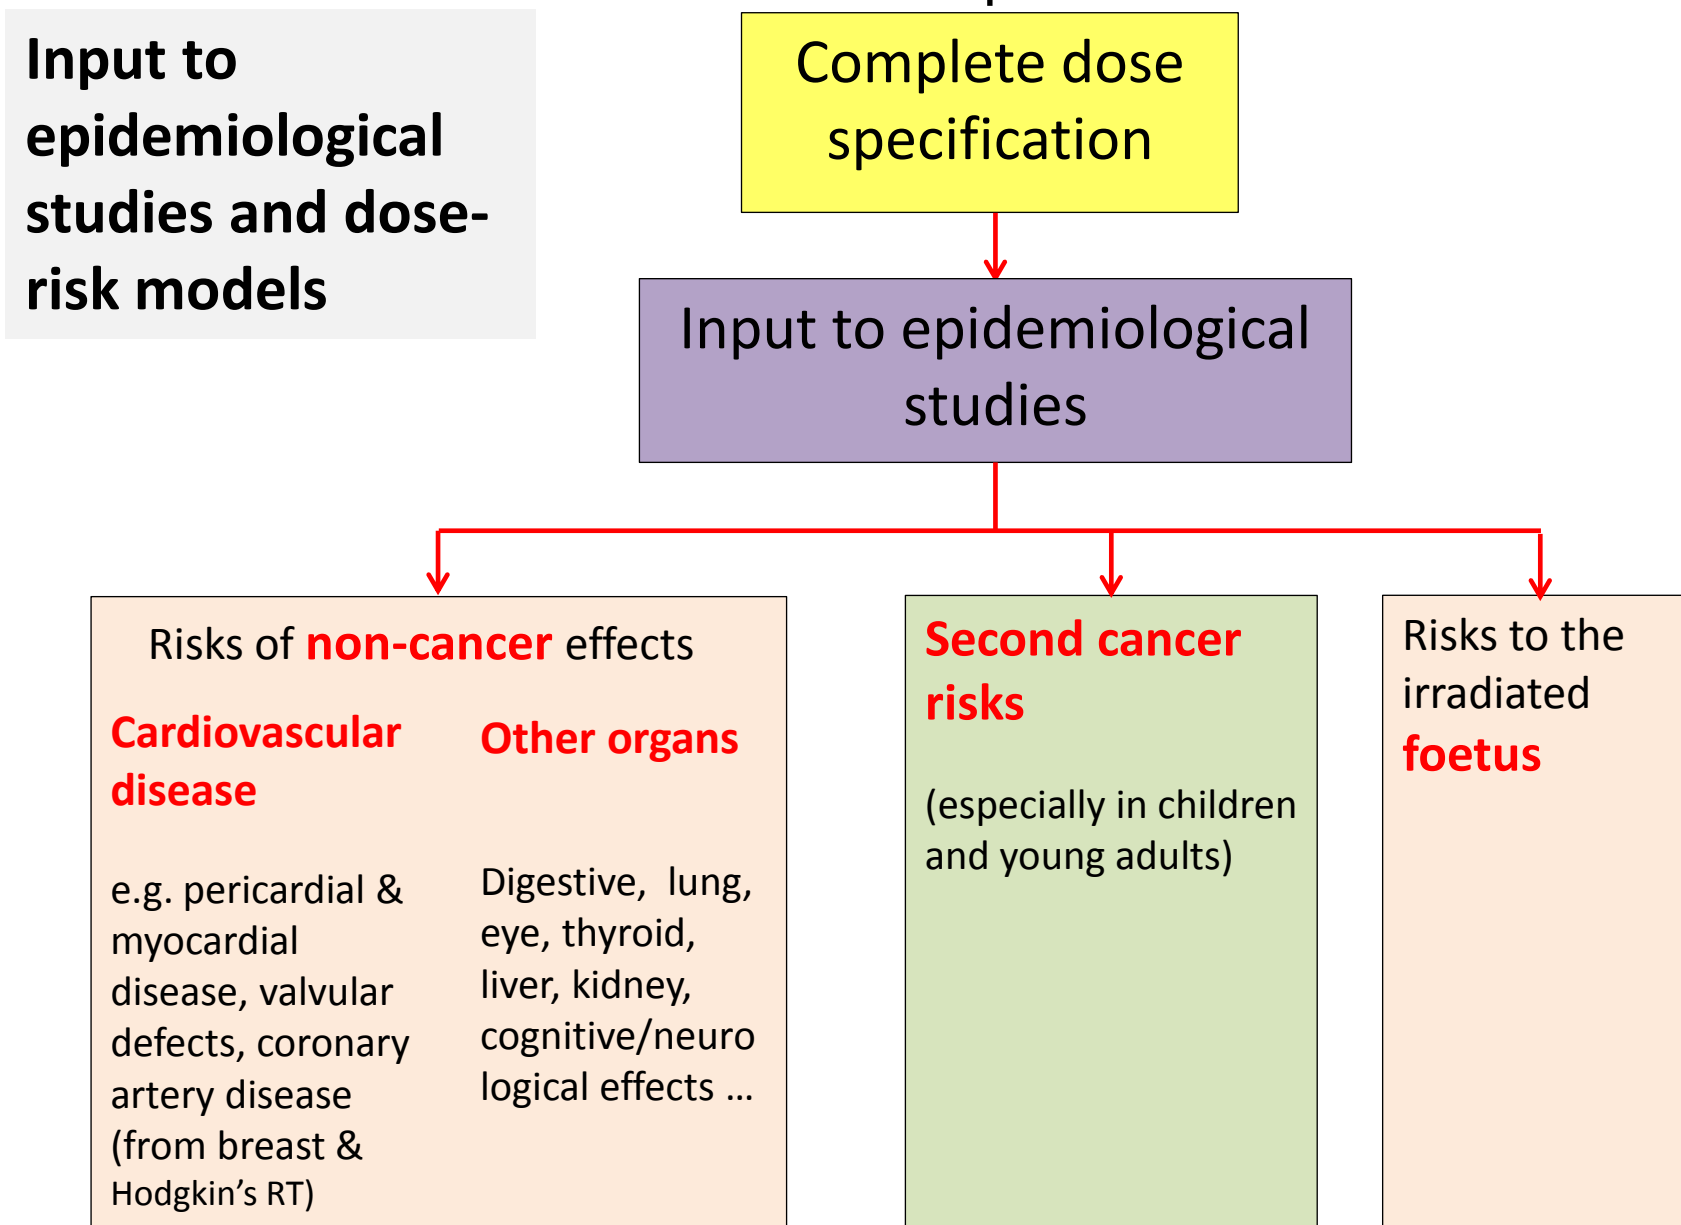 Input to
epidemiological
studies and dose-
risk models
Complete dose
specification
Input to epidemiological
studies
Risks of non-cancer effects
Cardiovascular
disease
e.g. pericardial &
myocardial
disease, valvular
defects, coronary
artery disease
(from breast &
Hodgkin's RT)
Other organs
Digestive, lung,
eye, thyroid,
liver, kidney,
cognitive/neuro
logical effects …
Second cancer
risks
(especially in children
and young adults)
Risks to the
irradiated
foetus